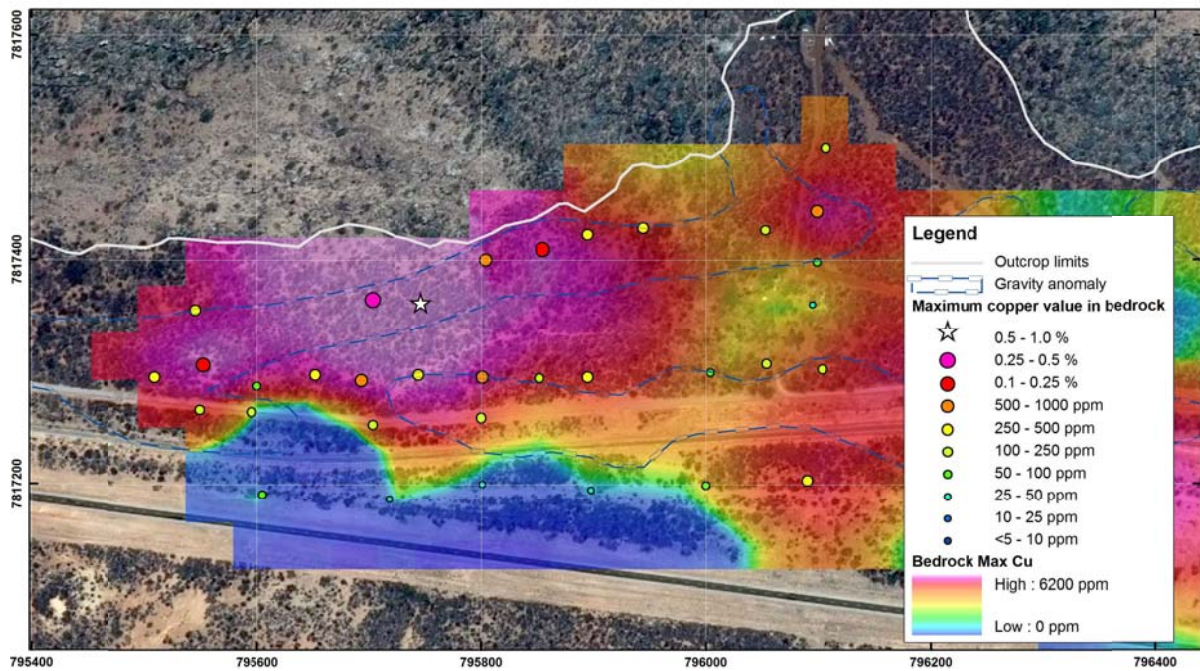 7817600
7817400
7817200
Legend
Outcrop limits
Gravity anomaly
Maximum copper value in bedrock
0.5 - 1.0 %
0.25 - 0.5 %
0.1 - 0.25 %
500 - 1000 ppm
250 - 500 ppm
100 - 250 ppm
50 - 100 ppm
25 - 50 ppm
10 - 25 ppm
<5 - 10 ppm
Bedrock Max Cu
High : 6200 ppm
Low : 0 ppm
795400 795600 795800 796000 796200 796400